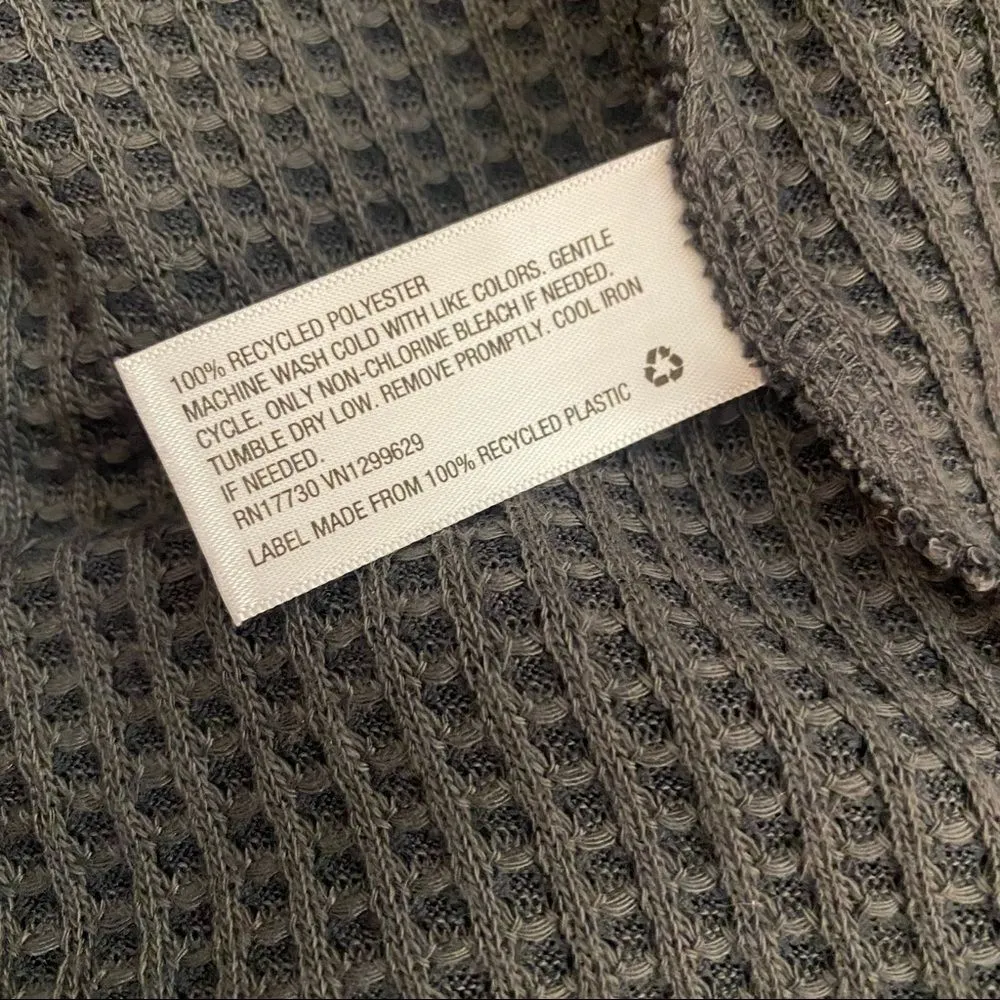 100% RECYCLED POLYESTER
MACHINE WASH COLD WITH LIKE COLORS. GENTLE
CYCLE. ONLY NON-CHLORINE BLEACH IF NEEDED.
TUMBLE DRY LOW. REMOVE PROMPTLY. COOL IRON
IF NEEDED.
RN17730 VN1299629
LABEL MADE FROM 100% RECYCLED PLASTIC